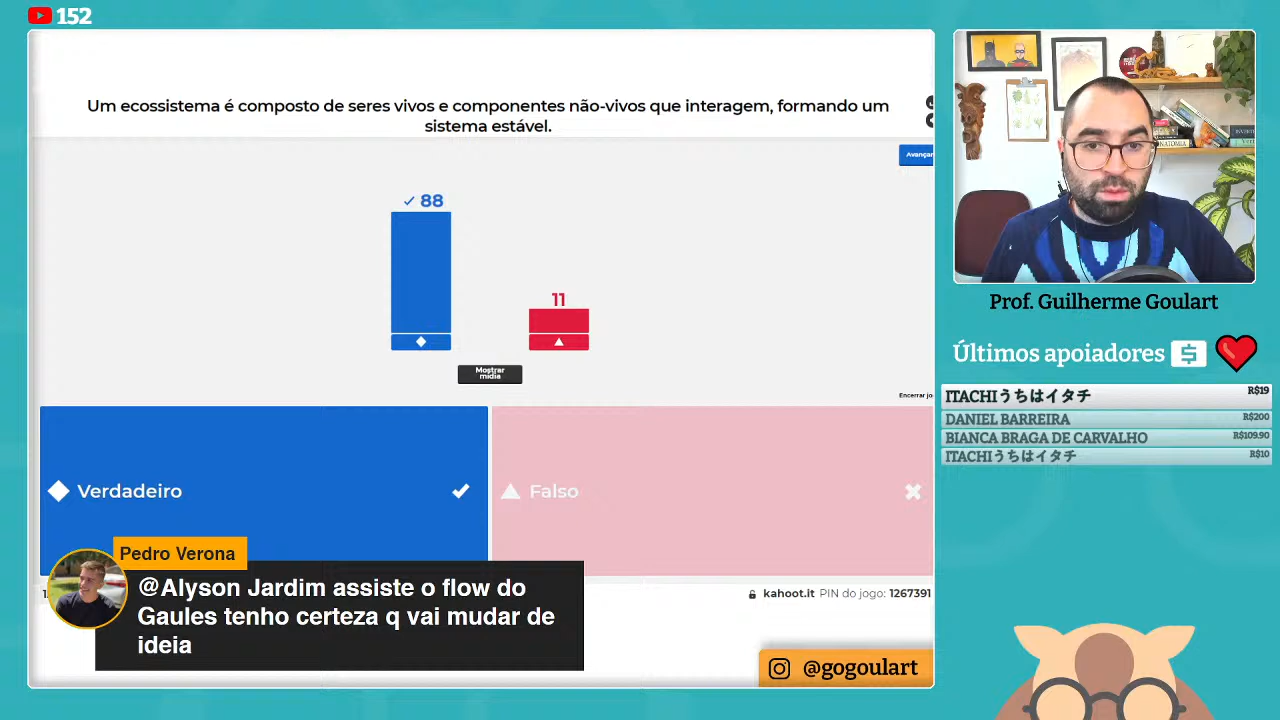 152
Um ecossistema é composto de seres vivos e componentes não-vivos que interagem, formando um
sistema estável.
Avançar
88
11
Mostrar
mídia
Encerrar jo
Verdadeiro
Falso
Pedro Verona
@Alyson Jardim assiste o flow do
Gaules tenho certeza q vai mudar de
ideia
kahoot.it PIN do jogo: 1267391
@gogoulart
Prof. Guilherme Goulart
Últimos apoiadores
ITACHIうちはイタチ R$19
DANIEL BARREIRA R$200
BIANCA BRAGA DE CARVALHO R$109.90
ITACHIうちはイタチ R$10